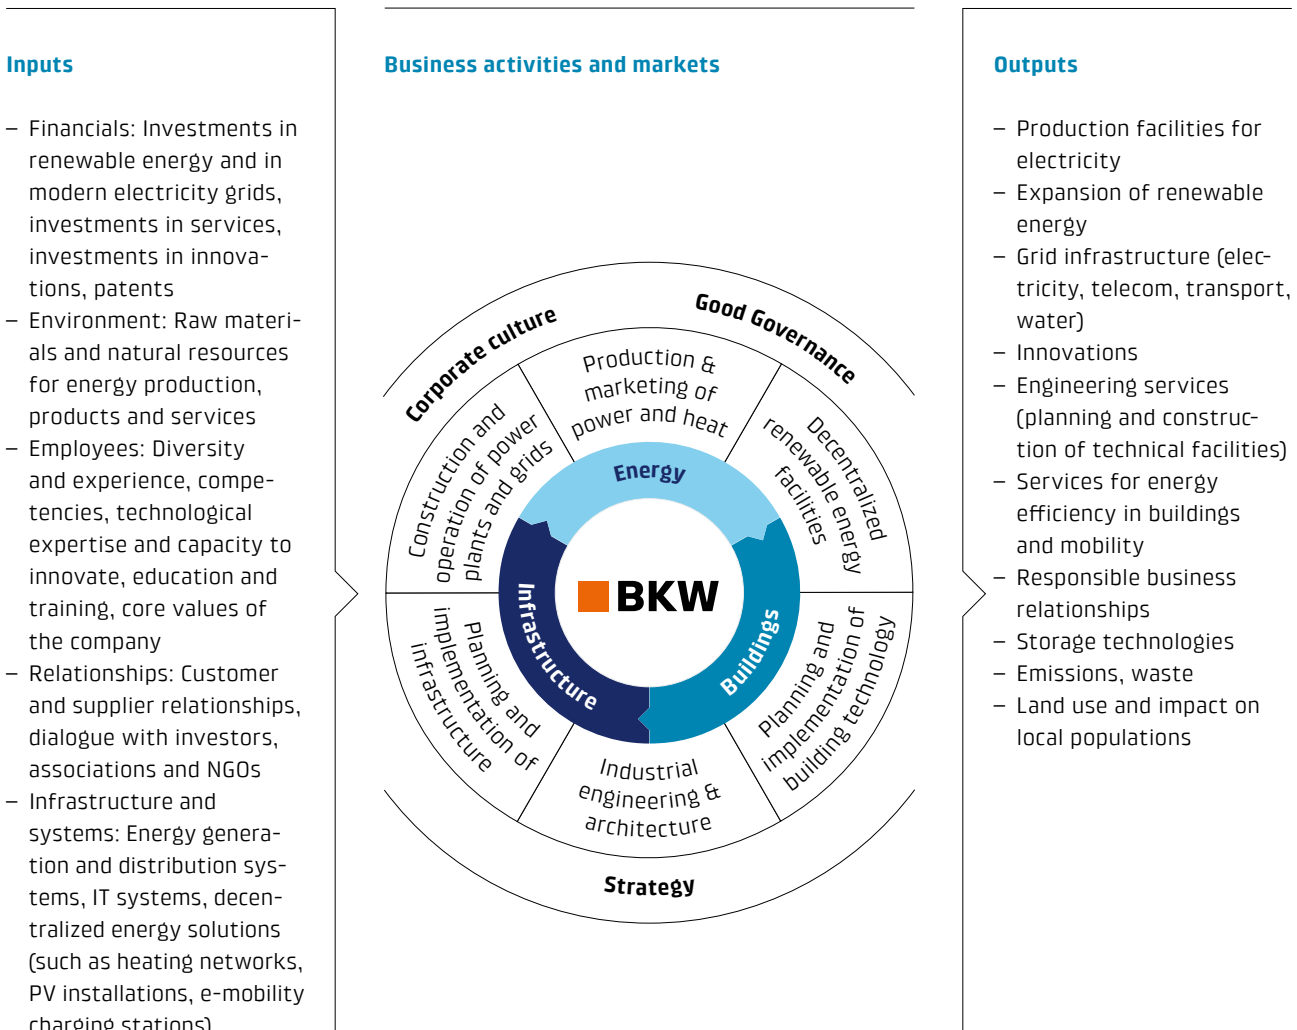 Inputs
– Financials: Investments in
renewable energy and in
modern electricity grids,
investments in services,
investments in innova-
tions, patents
– Environment: Raw materi-
als and natural resources
for energy production,
products and services
– Employees: Diversity
and experience, compe-
tencies, technological
expertise and capacity to
innovate, education and
training, core values of
the company
– Relationships: Customer
and supplier relationships,
dialogue with investors,
associations and NGOs
– Infrastructure and
systems: Energy genera-
tion and distribution sys-
tems, IT systems, decen-
tralized energy solutions
(such as heating networks,
PV installations, e-mobility
charging stations)
Business activities and markets
Corporate culture
Good Governance
Strategy
Production &
marketing of
power and heat
Decentralized
renewable energy
facilities
Planning and
implementation of
building technology
Industrial
engineering &
architecture
Planning and
implementation of
infrastructure
Construction and
operation of power
plants and grids
Energy
Buildings
Infrastructure
BKW
Outputs
– Production facilities for
electricity
– Expansion of renewable
energy
– Grid infrastructure (elec-
tricity, telecom, transport,
water)
– Innovations
– Engineering services
(planning and construc-
tion of technical facilities)
– Services for energy
efficiency in buildings
and mobility
– Responsible business
relationships
– Storage technologies
– Emissions, waste
– Land use and impact on
local populations